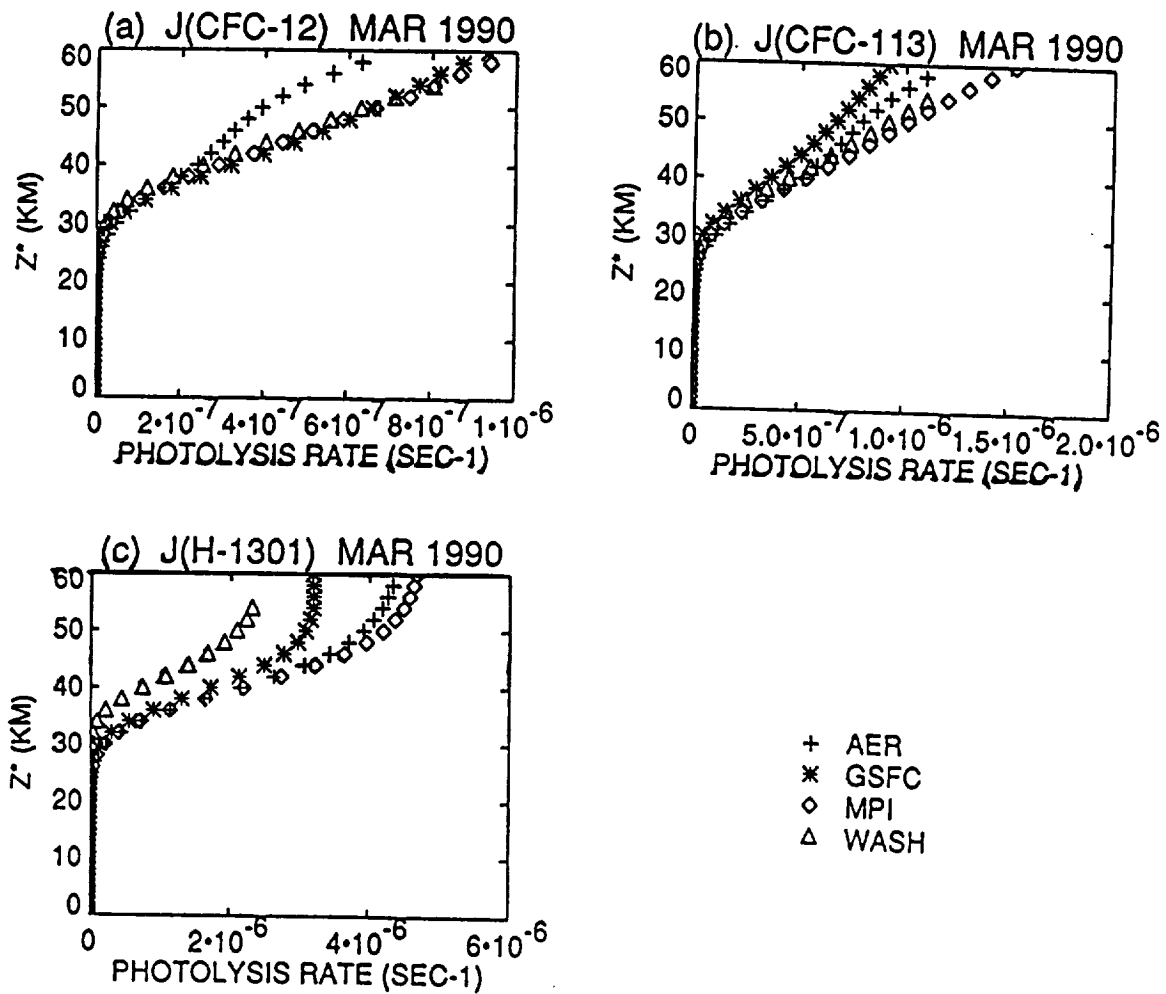 (a) J(CFC-12) MAR 1990
60
50
40
30
20
10
0
Z* (KM)
0 2•10-7 4•10-7 6•10-7 8•10-7 1•10-6
PHOTOLYSIS RATE (SEC-1)
(b) J(CFC-113) MAR 1990
60
50
40
30
20
10
0
Z* (KM)
0 5.0•10-7 1.0•10-6 1.5•10-6 2.0•10-6
PHOTOLYSIS RATE (SEC-1)
(c) J(H-1301) MAR 1990
60
50
40
30
20
10
0
Z* (KM)
0 2•10-6 4•10-6 6•10-6
PHOTOLYSIS RATE (SEC-1)
AER
GSFC
MPI
WASH